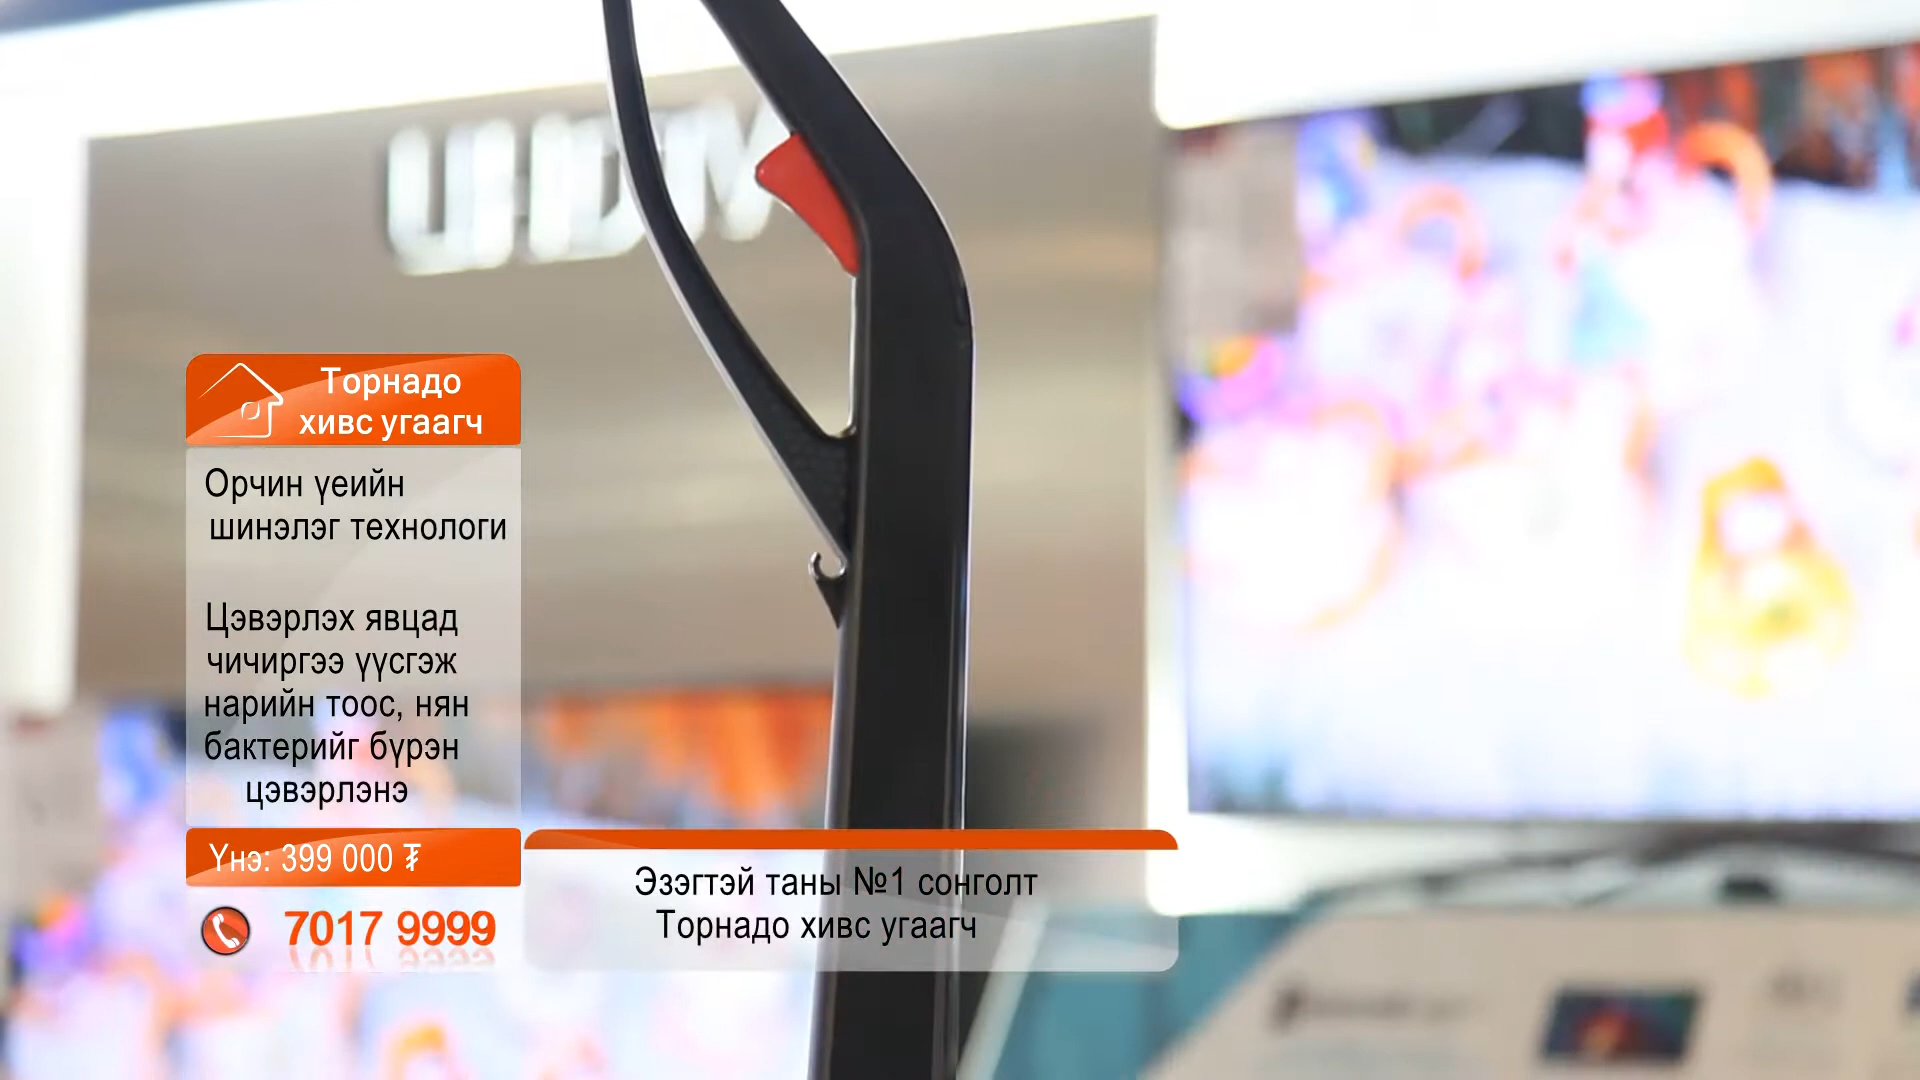 Торнадо
хивс угаагч
Орчин үеийн
шинэлэг технологи
Цэвэрлэх явцад
чичиргээ үүсгэж
нарийн тоос, нян
бактерийг бүрэн
цэвэрлэнэ
Үнэ: 399 000 ₮
7017 9999
Эзэгтэй таны №1 сонголт
Торнадо хивс угаагч